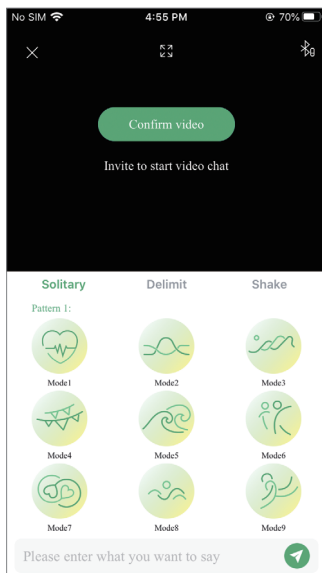 No SIM 4:55 PM 70%
Confirm video
Invite to start video chat
Solitary Delimit Shake
Pattern 1:
Mode1 Mode2 Mode3
Mode4 Mode5 Mode6
Mode7 Mode8 Mode9
Please enter what you want to say